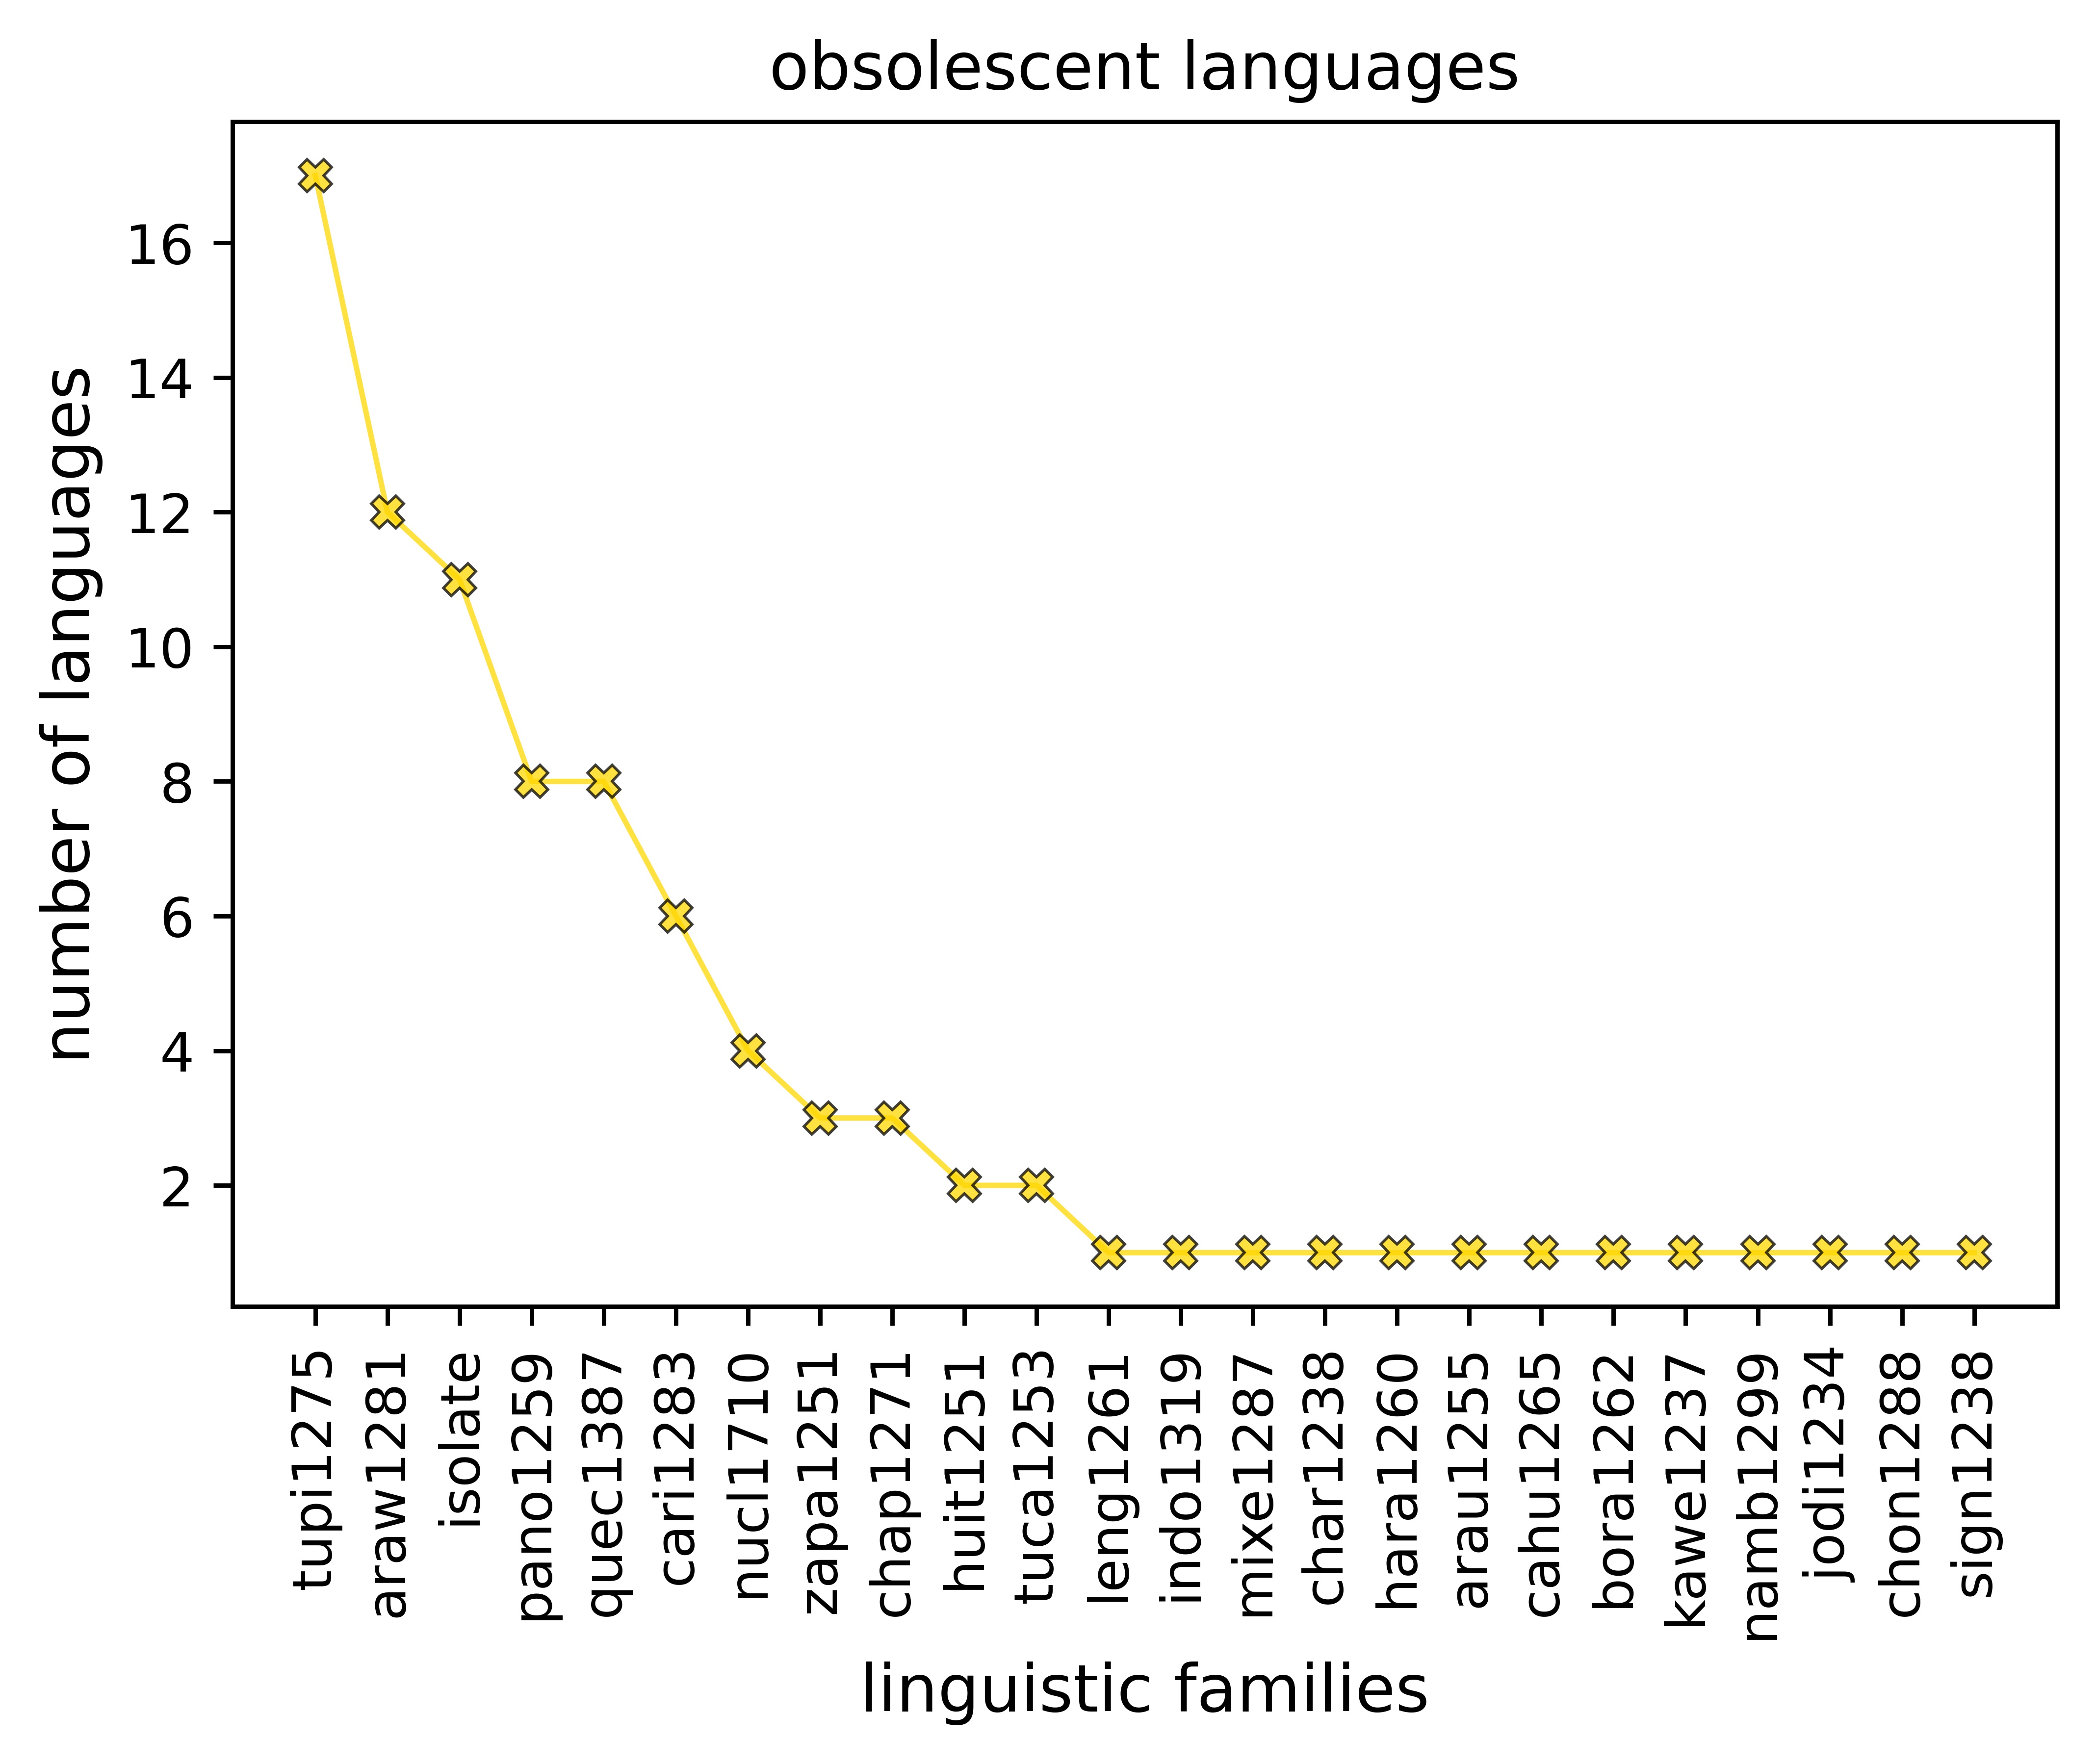 obsolescent languages
number of languages
16
14
12
10
8
6
4
2
tupi1275
araw1281
isolate
pano1259
quec1387
cari1283
nucl1710
zapa1251
chap1271
huit1251
tuca1253
leng1261
indo1319
mixe1287
char1238
hara1260
arau1255
cahu1265
bora1262
kawe1237
namb1299
jodi1234
chon1288
sign1238
linguistic families